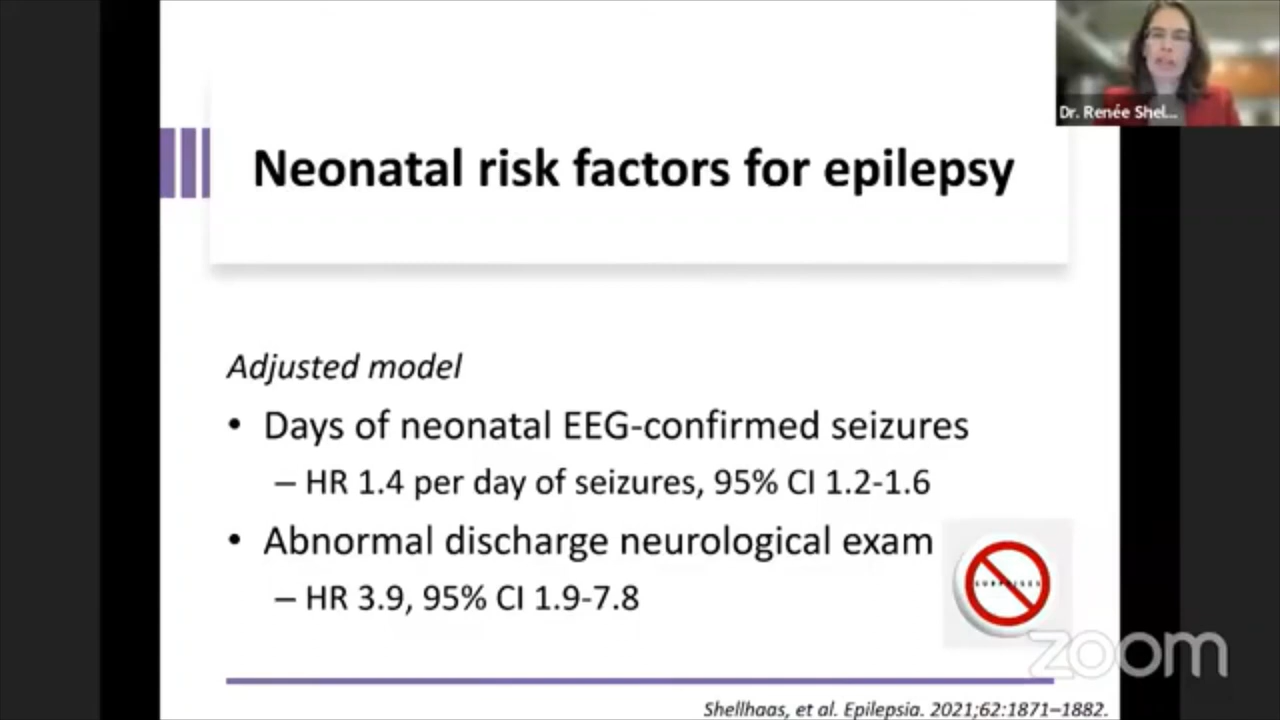 Dr. Renée Shel...
Neonatal risk factors for epilepsy
Adjusted model
• Days of neonatal EEG-confirmed seizures
– HR 1.4 per day of seizures, 95% CI 1.2-1.6
• Abnormal discharge neurological exam
– HR 3.9, 95% CI 1.9-7.8
SURPRISES
zoom
Shellhaas, et al. Epilepsia. 2021;62:1871–1882.